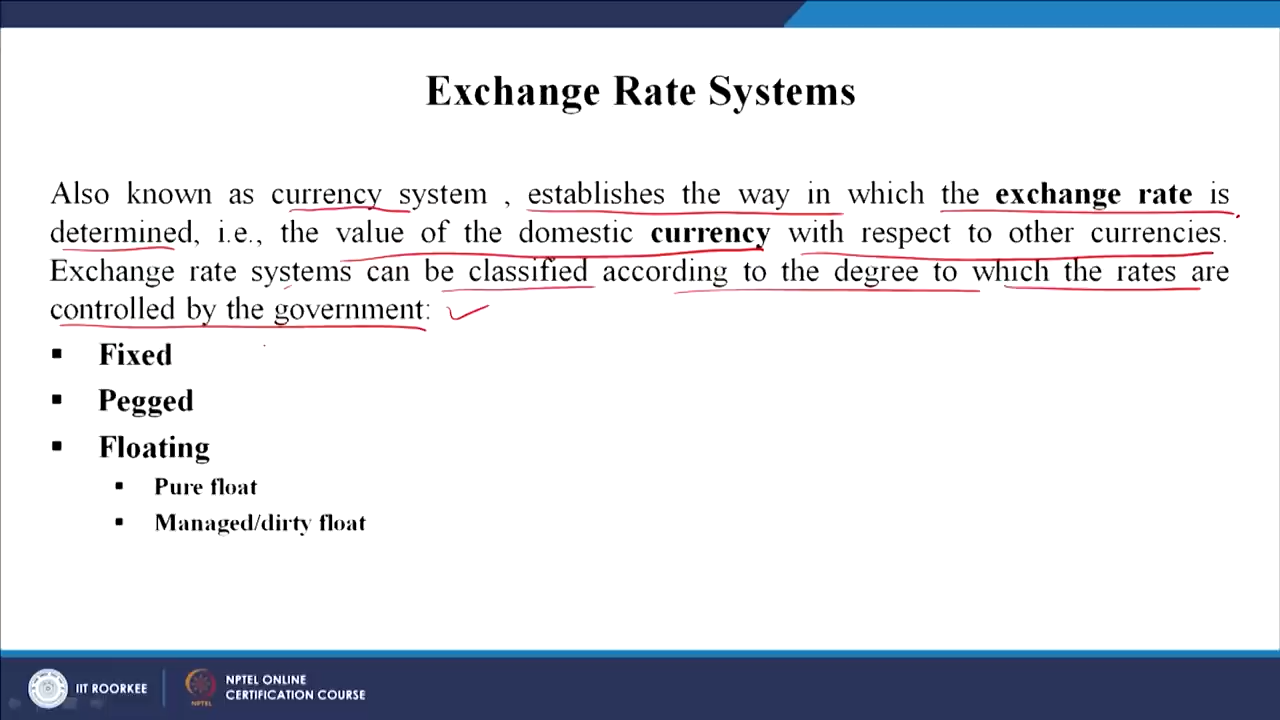 Exchange Rate Systems
Also known as currency system , establishes the way in which the exchange rate is
determined, i.e., the value of the domestic currency with respect to other currencies.
Exchange rate systems can be classified according to the degree to which the rates are
controlled by the government:
▪ Fixed
▪ Pegged
▪ Floating
▪ Pure float
▪ Managed/dirty float
IIT ROORKEE
NPTEL
NPTEL ONLINE
CERTIFICATION COURSE